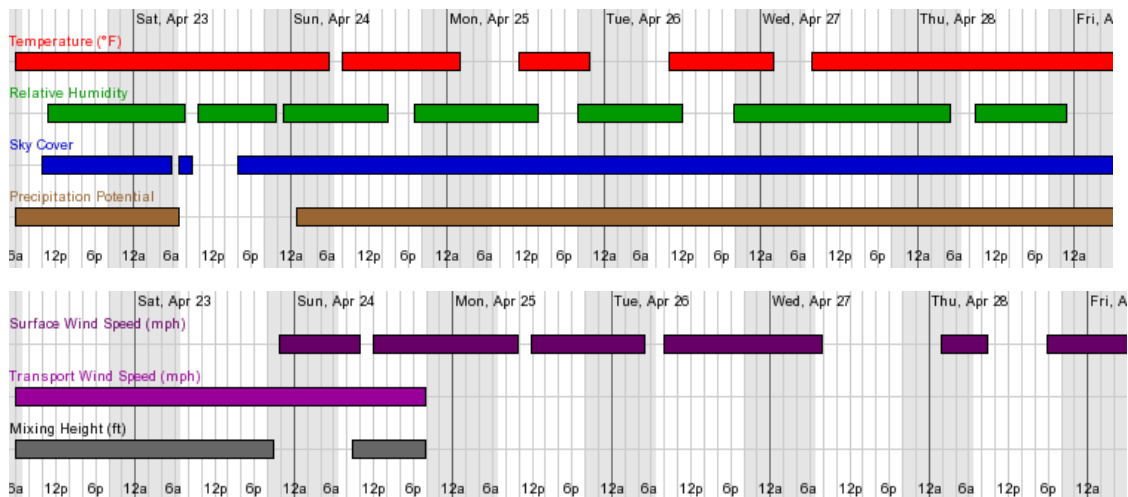 Sat, Apr 23 Sun, Apr 24 Mon, Apr 25 Tue, Apr 26 Wed, Apr 27 Thu, Apr 28 Fri, A
Temperature (°F)
Relative Humidity
Sky Cover
Precipitation Potential
6a 12p 6p 12a 6a 12p 6p 12a 6a 12p 6p 12a 6a 12p 6p 12a 6a 12p 6p 12a 6a 12p 6p 12a 6a 12p 6p 12a
Sat, Apr 23 Sun, Apr 24 Mon, Apr 25 Tue, Apr 26 Wed, Apr 27 Thu, Apr 28 Fri, A
Surface Wind Speed (mph)
Transport Wind Speed (mph)
Mixing Height (ft)
6a 12p 6p 12a 6a 12p 6p 12a 6a 12p 6p 12a 6a 12p 6p 12a 6a 12p 6p 12a 6a 12p 6p 12a 6a 12p 6p 12a